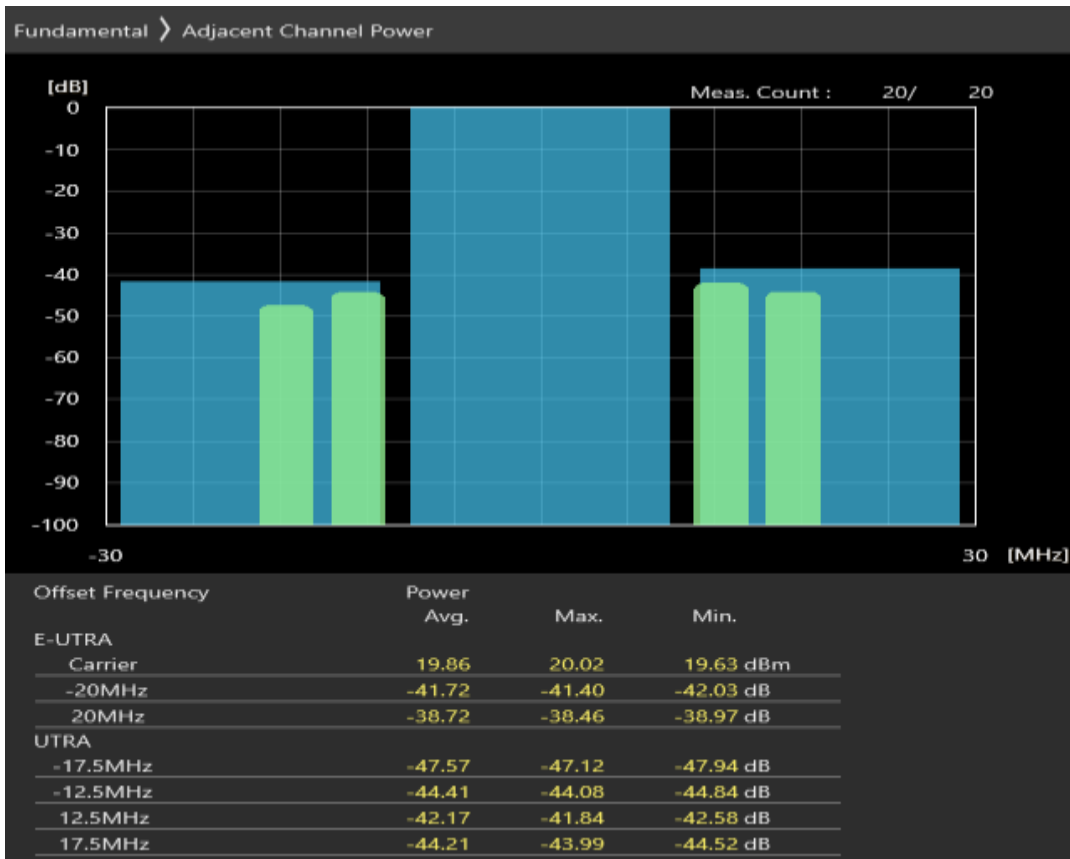 Fundamental 〉 Adjacent Channel Power
[dB]
Meas. Count : 20/ 20
0
-10
-20
-30
-40
-50
-60
-70
-80
-90
-100
-30 30 [MHz]
Offset Frequency Power
Avg. Max. Min.
E-UTRA
Carrier 19.86 20.02 19.63 dBm
-20MHz -41.72 -41.40 -42.03 dB
20MHz -38.72 -38.46 -38.97 dB
UTRA
-17.5MHz -47.57 -47.12 -47.94 dB
-12.5MHz -44.41 -44.08 -44.84 dB
12.5MHz -42.17 -41.84 -42.58 dB
17.5MHz -44.21 -43.99 -44.52 dB